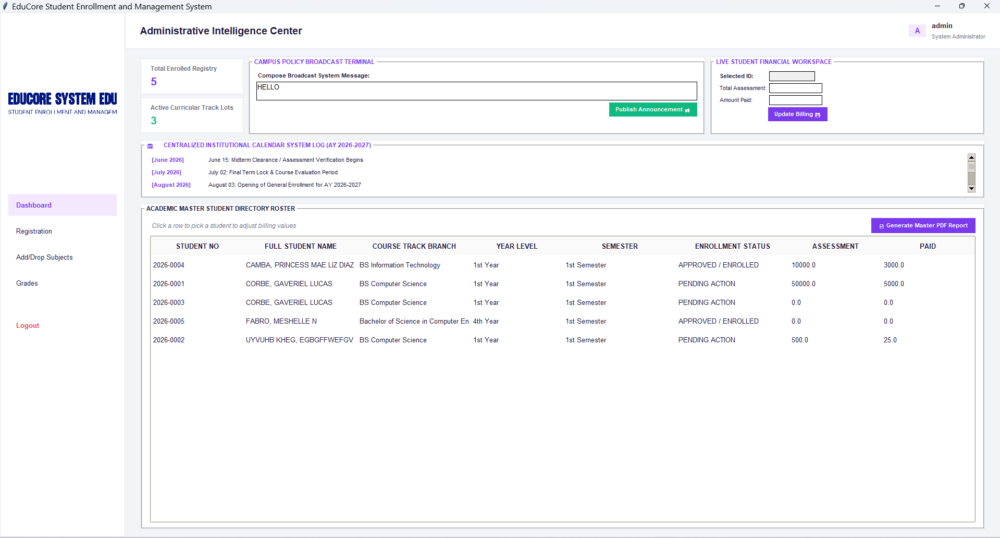 EduCore Student Enrollment and Management System
Administrative Intelligence Center
A
admin
System Administrator
EDUCORE SYSTEM EDU
STUDENT ENROLLMENT AND MANAGEM
Dashboard
Registration
Add/Drop Subjects
Grades
Logout
Total Enrolled Registry
5
Active Curricular Track Lots
3
CAMPUS POLICY BROADCAST TERMINAL
Compose Broadcast System Message:
HELLO
Publish Announcement
LIVE STUDENT FINANCIAL WORKSPACE
Selected ID:
Total Assessment:
Amount Paid:
Update Billing
CENTRALIZED INSTITUTIONAL CALENDAR SYSTEM LOG (AY 2026-2027)
[June 2026] June 15: Midterm Clearance / Assessment Verification Begins
[July 2026] July 02: Final Term Lock & Course Evaluation Period
[August 2026] August 03: Opening of General Enrollment for AY 2026-2027
ACADEMIC MASTER STUDENT DIRECTORY ROSTER
Click a row to pick a student to adjust billing values
Generate Master PDF Report
STUDENT NO FULL STUDENT NAME COURSE TRACK BRANCH YEAR LEVEL SEMESTER ENROLLMENT STATUS ASSESSMENT PAID
2026-0004 CAMBA, PRINCESS MAE LIZ DIAZ BS Information Technology 1st Year 1st Semester APPROVED / ENROLLED 10000.0 3000.0
2026-0001 CORBE, GAVERIEL LUCAS BS Computer Science 1st Year 1st Semester PENDING ACTION 50000.0 5000.0
2026-0003 CORBE, GAVERIEL LUCAS BS Computer Science 1st Year 1st Semester PENDING ACTION 0.0 0.0
2026-0005 FABRO, MESHELLE N Bachelor of Science in Computer En 4th Year 1st Semester APPROVED / ENROLLED 0.0 0.0
2026-0002 UYVUHB KHEG, EGBGFFWEFGV BS Computer Science 1st Year 1st Semester PENDING ACTION 500.0 25.0